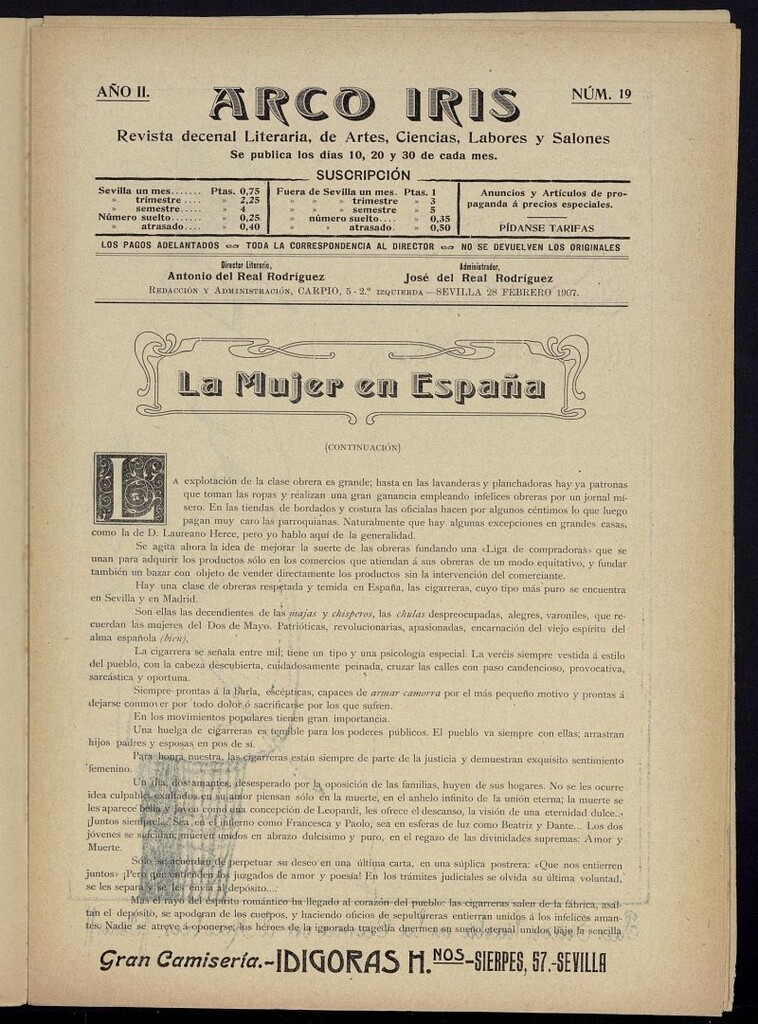 AÑO II.
ARCO IRIS
NÚM. 19
Revista decenal Literaria, de Artes, Ciencias, Labores y Salones
Se publica los días 10, 20 y 30 de cada mes.
SUSCRIPCIÓN
Sevilla un mes....... Ptas. 0,75
» trimestre .... » 2,25
» semestre..... » 4
Número suelto....... » 0,25
» atrasado.... » 0,40
Fuera de Sevilla un mes. Ptas. 1
» » trimestre » 3
» » semestre » 5
» número suelto.... » 0,35
» » atrasado. » 0,50
Anuncios y Artículos de pro-
paganda á precios especiales.
PÍDANSE TARIFAS
LOS PAGOS ADELANTADOS TODA LA CORRESPONDENCIA AL DIRECTOR NO SE DEVUELVEN LOS ORIGINALES
Director Literario,
Antonio del Real Rodríguez
Administrador,
José del Real Rodríguez
REDACCIÓN Y ADMINISTRACIÓN, CARPIO, 5 - 2.º IZQUIERDA—SEVILLA 28 FEBRERO 1907.
La Mujer en España
(CONTINUACIÓN)
LA explotación de la clase obrera es grande; hasta en las lavanderas y planchadoras hay ya patronas
que toman las ropas y realizan una gran ganancia empleando infelices obreras por un jornal mí-
sero. En las tiendas de bordados y costura las oficialas hacen por algunos céntimos lo que luego
pagan muy caro las parroquianas. Naturalmente que hay algunas excepciones en grandes casas,
como la de D. Laureano Herce, pero yo hablo aquí de la generalidad.
Se agita ahora la idea de mejorar la suerte de las obreras fundando una «Liga de compradoras» que se
unan para adquirir los productos sólo en los comercios que atiendan á sus obreras de un modo equitativo, y fundar
también un bazar con objeto de vender directamente los productos sin la intervención del comerciante.
Hay una clase de obreras respetada y temida en España, las cigarreras, cuyo tipo más puro se encuentra
en Sevilla y en Madrid.
Son ellas las decendientes de las majas y chisperos, las chulas despreocupadas, alegres, varoniles, que re-
cuerdan las mujeres del Dos de Mayo. Patrióticas, revolucionarias, apasionadas, encarnación del viejo espíritu del
alma española (bien).
La cigarrera se señala entre mil; tiene un tipo y una psicología especial. La veréis siempre vestida á estilo
del pueblo, con la cabeza descubierta, cuidadosamente peinada, cruzar las calles con paso candencioso, provocativa,
sarcástica y oportuna.
Siempre prontas á la burla, escépticas, capaces de armar camorra por el más pequeño motivo y prontas á
dejarse conmover por todo dolor ó sacrificarse por los que sufren.
En los movimientos populares tienen gran importancia.
Una huelga de cigarreras es temible para los poderes públicos. El pueblo va siempre con ellas; arrastran
hijos padres y esposas en pos de sí.
Para honra nuestra, las cigarreras están siempre de parte de la justicia y demuestran exquisito sentimiento
femenino.
Un día, dos amantes, desesperado por la oposición de las familias, huyen de sus hogares. No se les ocurre
idea culpable, exaltados en su amor piensan sólo en la muerte, en el anhelo infinito de la unión eterna; la muerte se
les aparece bella y joven como una concepción de Leopardi, les ofrece el descanso, la visión de una eternidad dulce...
¡Juntos siempre!... Sea en el infierno como Francesca y Paolo, sea en esferas de luz como Beatriz y Dante... Los dos
jóvenes se suicidan; mueren unidos en abrazo dulcísimo y puro, en el regazo de las divinidades supremas: Amor y
Muerte.
Sólo se acuerdan de perpetuar su deseo en una última carta, en una súplica postrera: «Que nos entierren
juntos» ¡Pero qué entienden los juzgados de amor y poesía! En los trámites judiciales se olvida su última voluntad,
se les separa y se les envía al depósito....
Mas el rayo del espíritu romántico ha llegado al corazón del pueblo: las cigarreras salen de la fábrica, asal-
tan el depósito, se apoderan de los cuerpos, y haciendo oficios de sepultureras entierran unidos á los infelices aman-
tes. Nadie se atreve á oponerse, los héroes de la ignorada tragedia duermen su sueño eternal unidos bajo la sencilla
Gran Camisería.-IDIGORAS H.NOS-SIERPES, 57.-SEVILLA